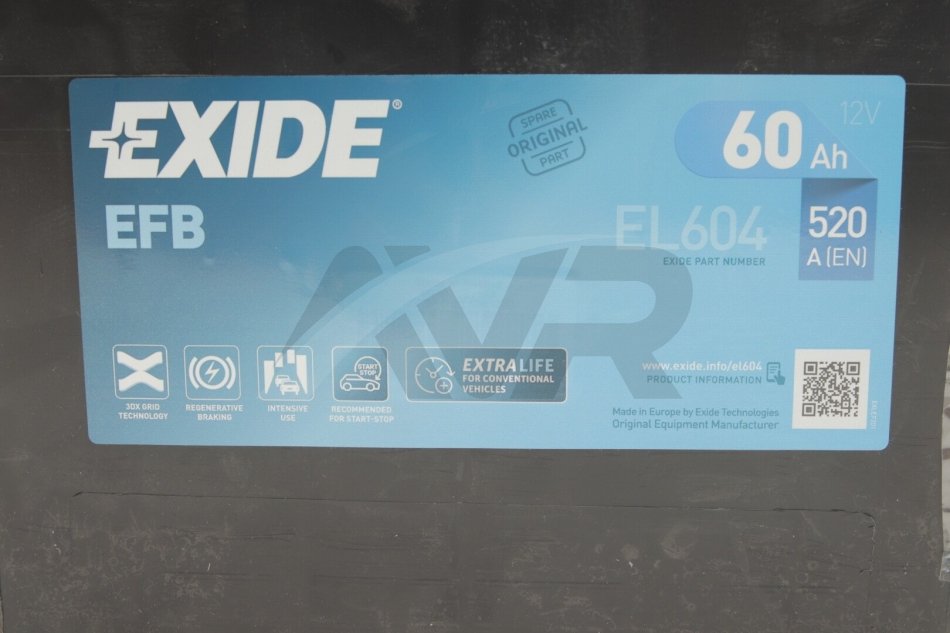 EXIDE®
EFB
SPARE
ORIGINAL
PART
12V
60 Ah
520
A (EN)
EL604
EXIDE PART NUMBER
AVR
3DX GRID
TECHNOLOGY
REGENERATIVE
BRAKING
INTENSIVE
USE
START
STOP
RECOMMENDED
FOR START-STOP
EXTRALIFE
FOR CONVENTIONAL
VEHICLES
www.exide.info/el604
PRODUCT INFORMATION
Made in Europe by Exide Technologies
Original Equipment Manufacturer